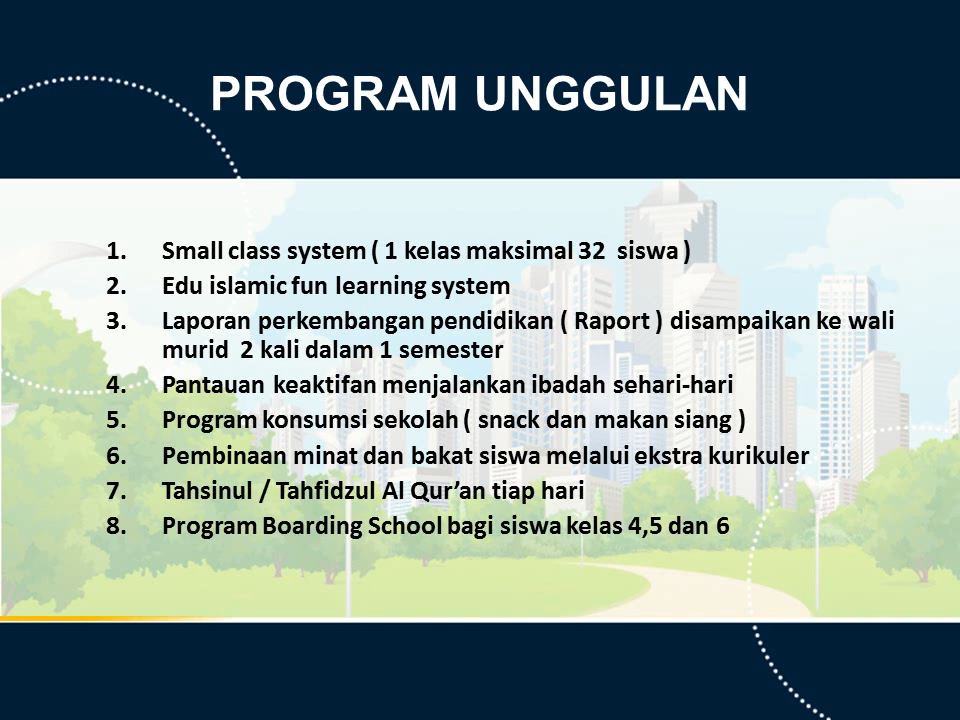 PROGRAM UNGGULAN
1. Small class system ( 1 kelas maksimal 32 siswa )
2. Edu islamic fun learning system
3. Laporan perkembangan pendidikan ( Raport ) disampaikan ke wali
murid 2 kali dalam 1 semester
4. Pantauan keaktifan menjalankan ibadah sehari-hari
5. Program konsumsi sekolah ( snack dan makan siang )
6. Pembinaan minat dan bakat siswa melalui ekstra kurikuler
7. Tahsinul / Tahfidzul Al Qur’an tiap hari
8. Program Boarding School bagi siswa kelas 4,5 dan 6